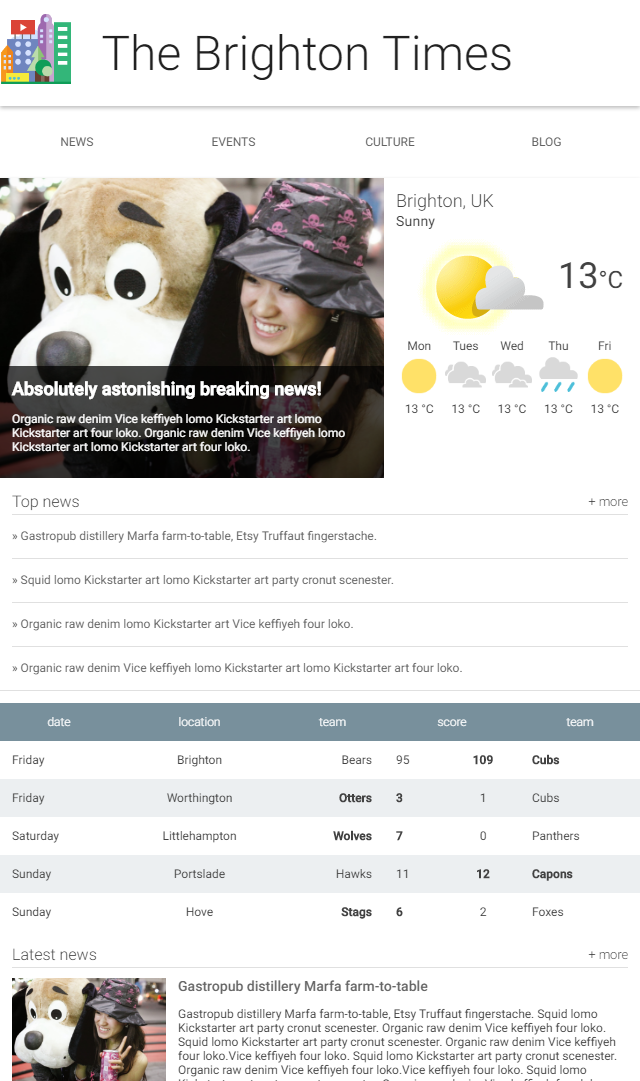 The Brighton Times
NEWS EVENTS CULTURE BLOG
Brighton, UK
Sunny
13°C
Mon Tues Wed Thu Fri
13 °C 13 °C 13 °C 13 °C 13 °C
Absolutely astonishing breaking news!
Organic raw denim Vice keffiyeh lomo Kickstarter art lomo
Kickstarter art four loko. Organic raw denim Vice keffiyeh lomo
Kickstarter art lomo Kickstarter art four loko.
Top news + more
» Gastropub distillery Marfa farm-to-table, Etsy Truffaut fingerstache.
» Squid lomo Kickstarter art lomo Kickstarter art party cronut scenester.
» Organic raw denim lomo Kickstarter art Vice keffiyeh four loko.
» Organic raw denim Vice keffiyeh lomo Kickstarter art lomo Kickstarter art four loko.
date location team score team
Friday Brighton Bears 95 109 Cubs
Friday Worthington Otters 3 1 Cubs
Saturday Littlehampton Wolves 7 0 Panthers
Sunday Portslade Hawks 11 12 Capons
Sunday Hove Stags 6 2 Foxes
Latest news + more
Gastropub distillery Marfa farm-to-table
Gastropub distillery Marfa farm-to-table, Etsy Truffaut fingerstache. Squid lomo
Kickstarter art party cronut scenester. Organic raw denim Vice keffiyeh four loko.
Squid lomo Kickstarter art party cronut scenester. Organic raw denim Vice keffiyeh
four loko.Vice keffiyeh four loko. Squid lomo Kickstarter art party cronut scenester.
Organic raw denim Vice keffiyeh four loko.Vice keffiyeh four loko. Squid lomo